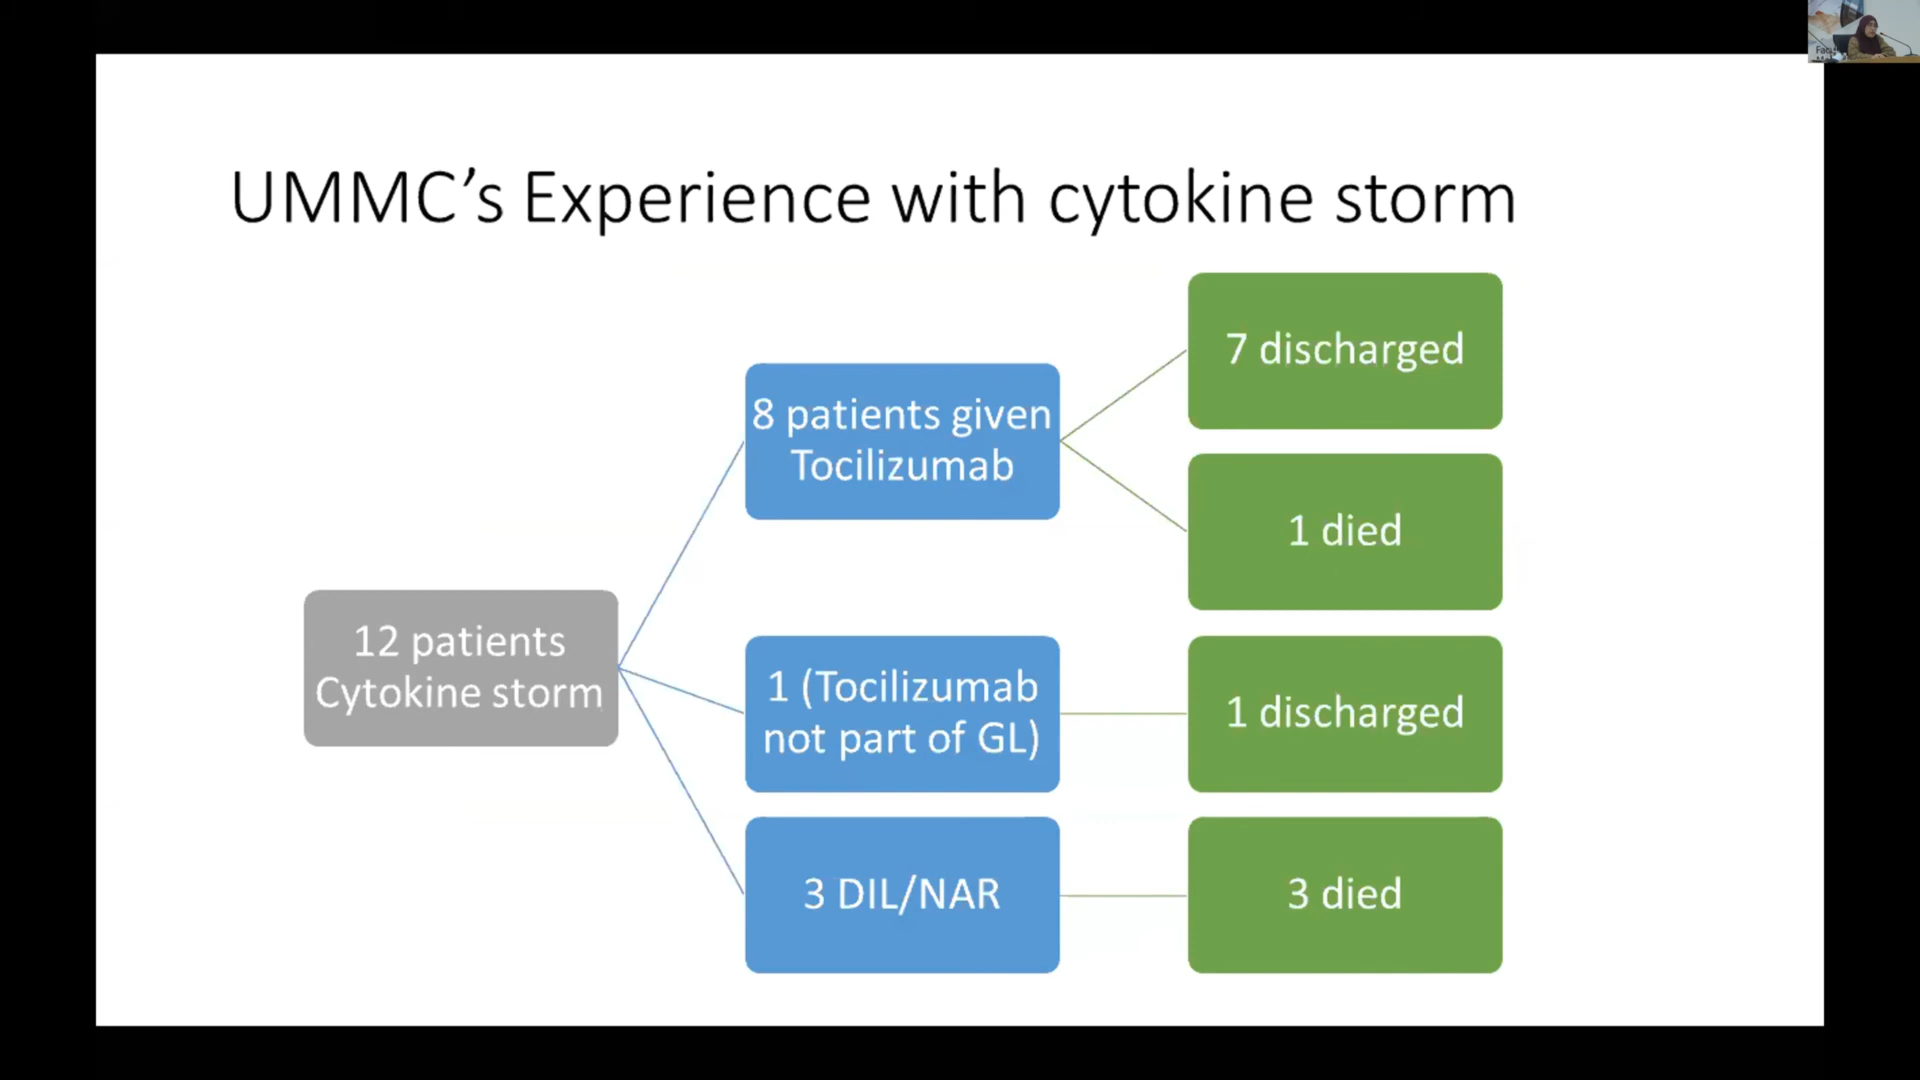 UMMC’s Experience with cytokine storm
12 patients
Cytokine storm
8 patients given
Tocilizumab
7 discharged
1 died
1 (Tocilizumab
not part of GL)
1 discharged
3 DIL/NAR
3 died